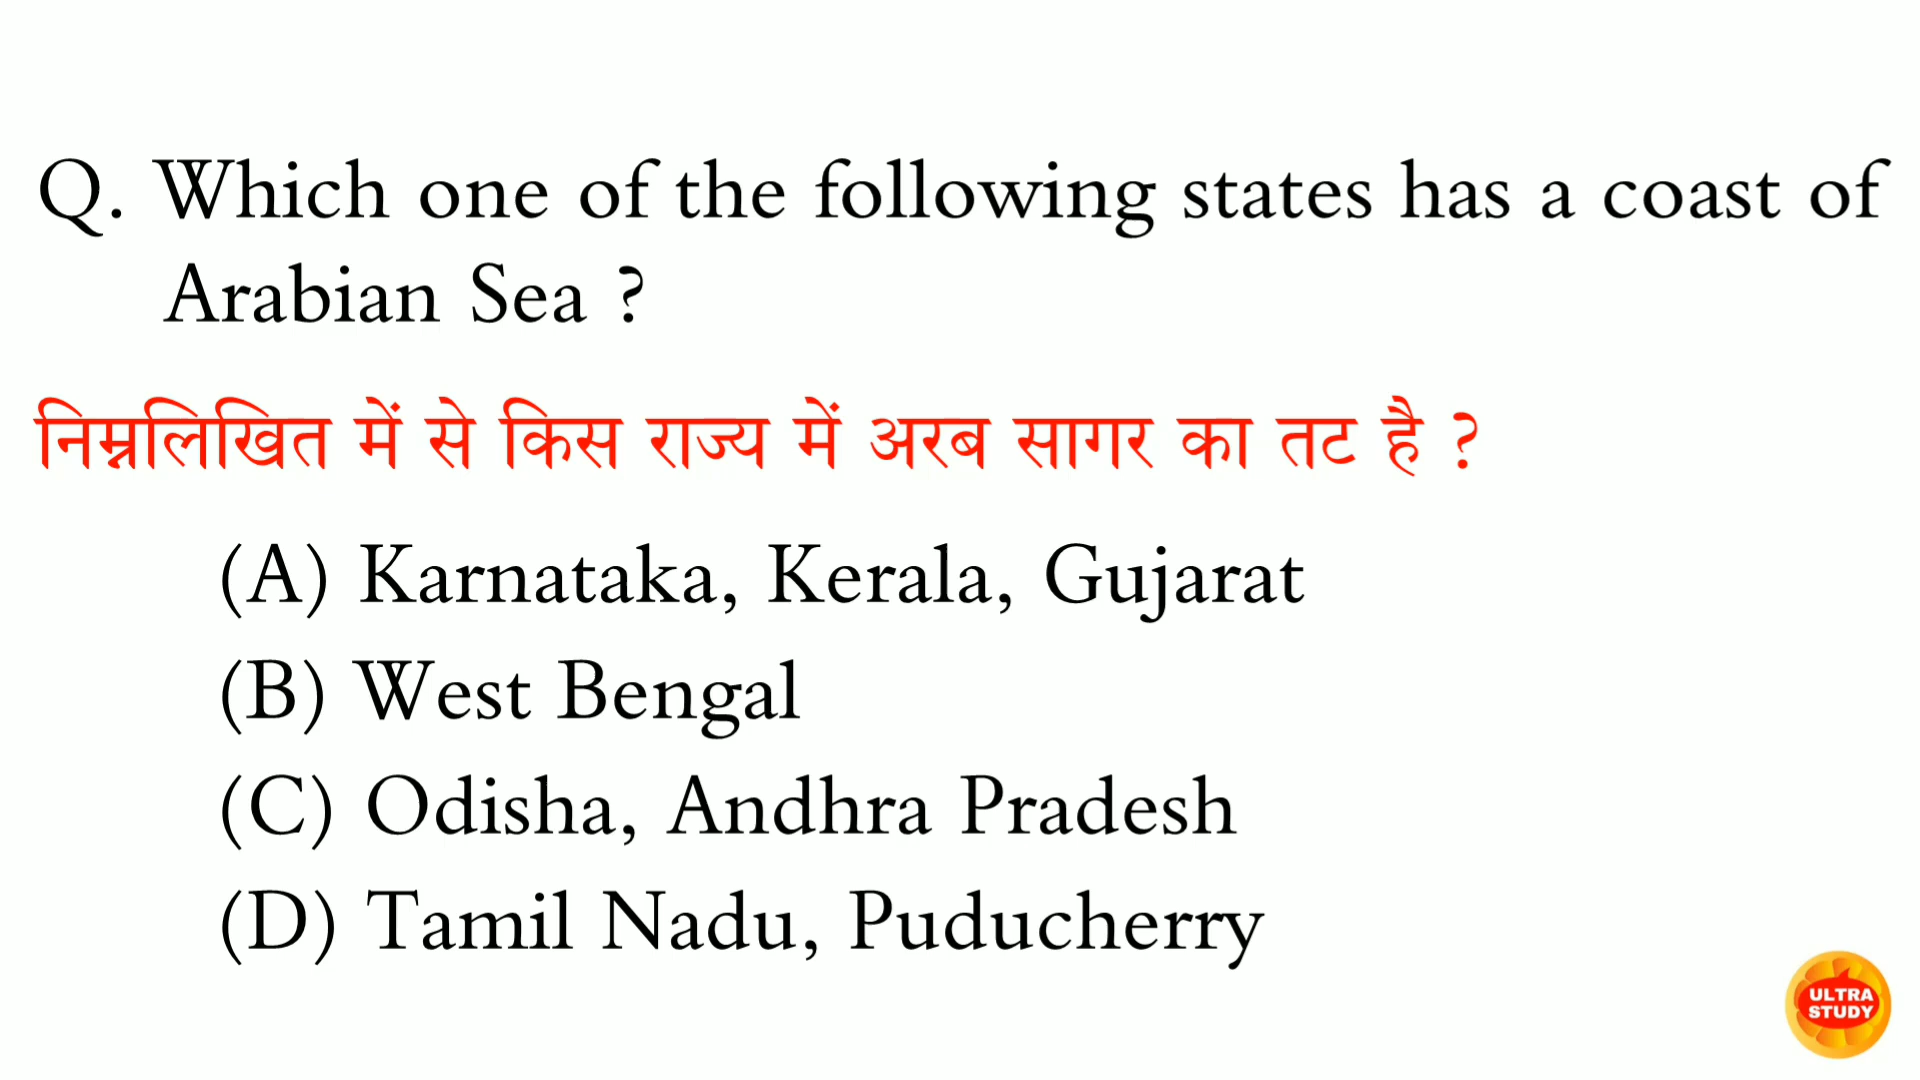 Q. Which one of the following states has a coast of
Arabian Sea ?
निम्नलिखित में से किस राज्य में अरब सागर का तट है ?
(A) Karnataka, Kerala, Gujarat
(B) West Bengal
(C) Odisha, Andhra Pradesh
(D) Tamil Nadu, Puducherry
ULTRA
STUDY